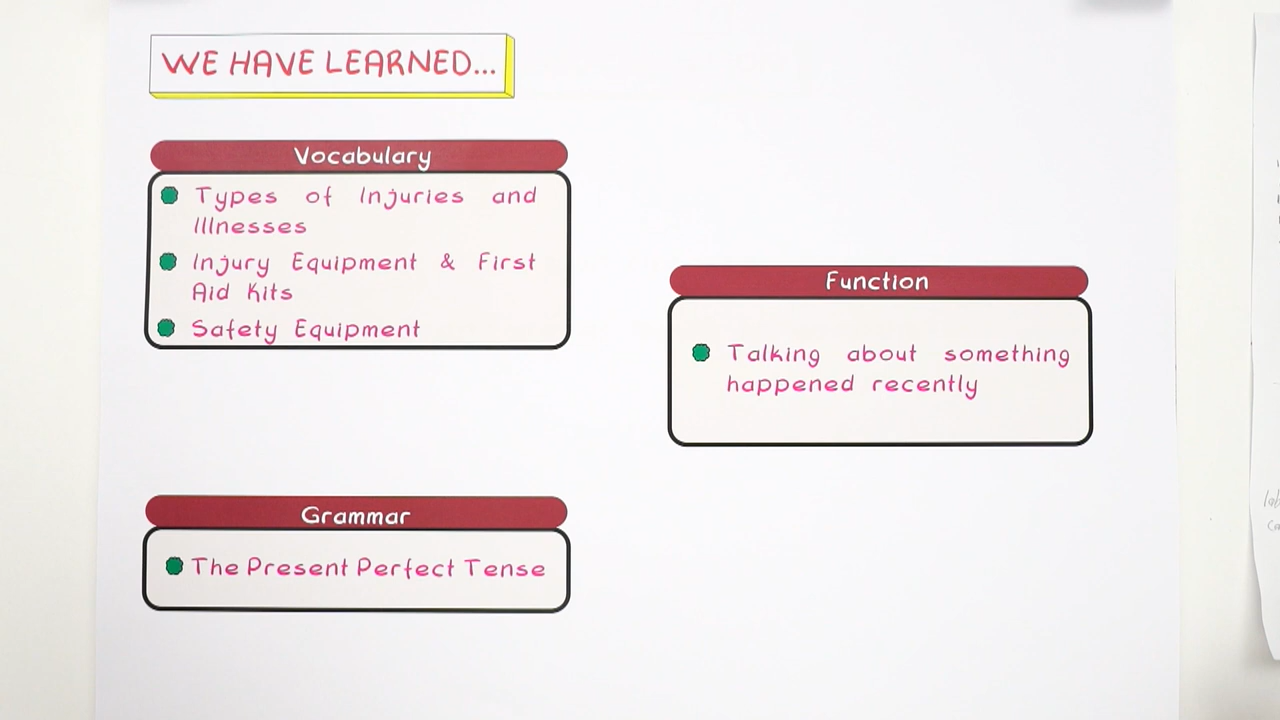 WE HAVE LEARNED...
Vocabulary
Types of Injuries and
Illnesses
Injury Equipment & First
Aid Kits
Safety Equipment
Function
Talking about something
happened recently
Grammar
The Present Perfect Tense